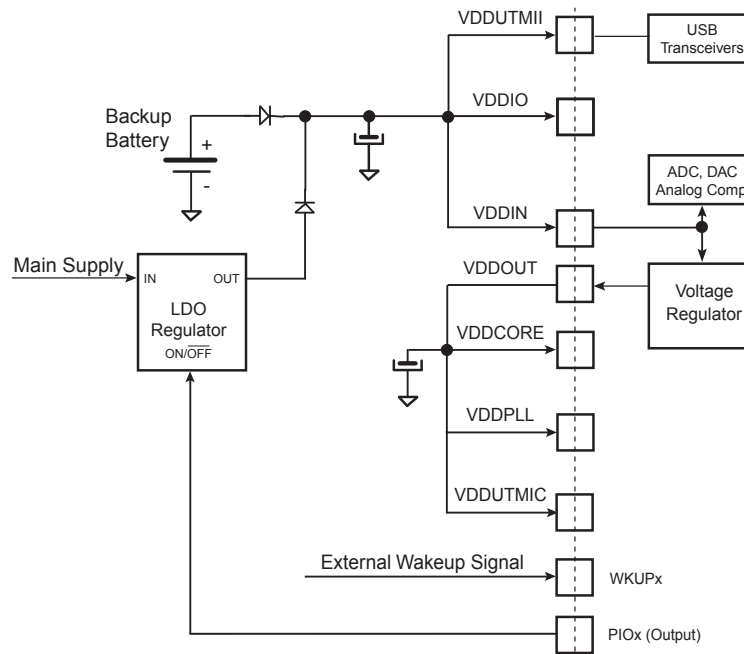 VDDUTMII
USB
Transceivers
VDDIO
Backup
Battery
+
-
ADC, DAC
Analog Comp.
VDDIN
VDDOUT
Main Supply
IN
OUT
LDO
Regulator
ON/OFF
Voltage
Regulator
VDDCORE
VDDPLL
VDDUTMIC
External Wakeup Signal
WKUPx
PIOx (Output)